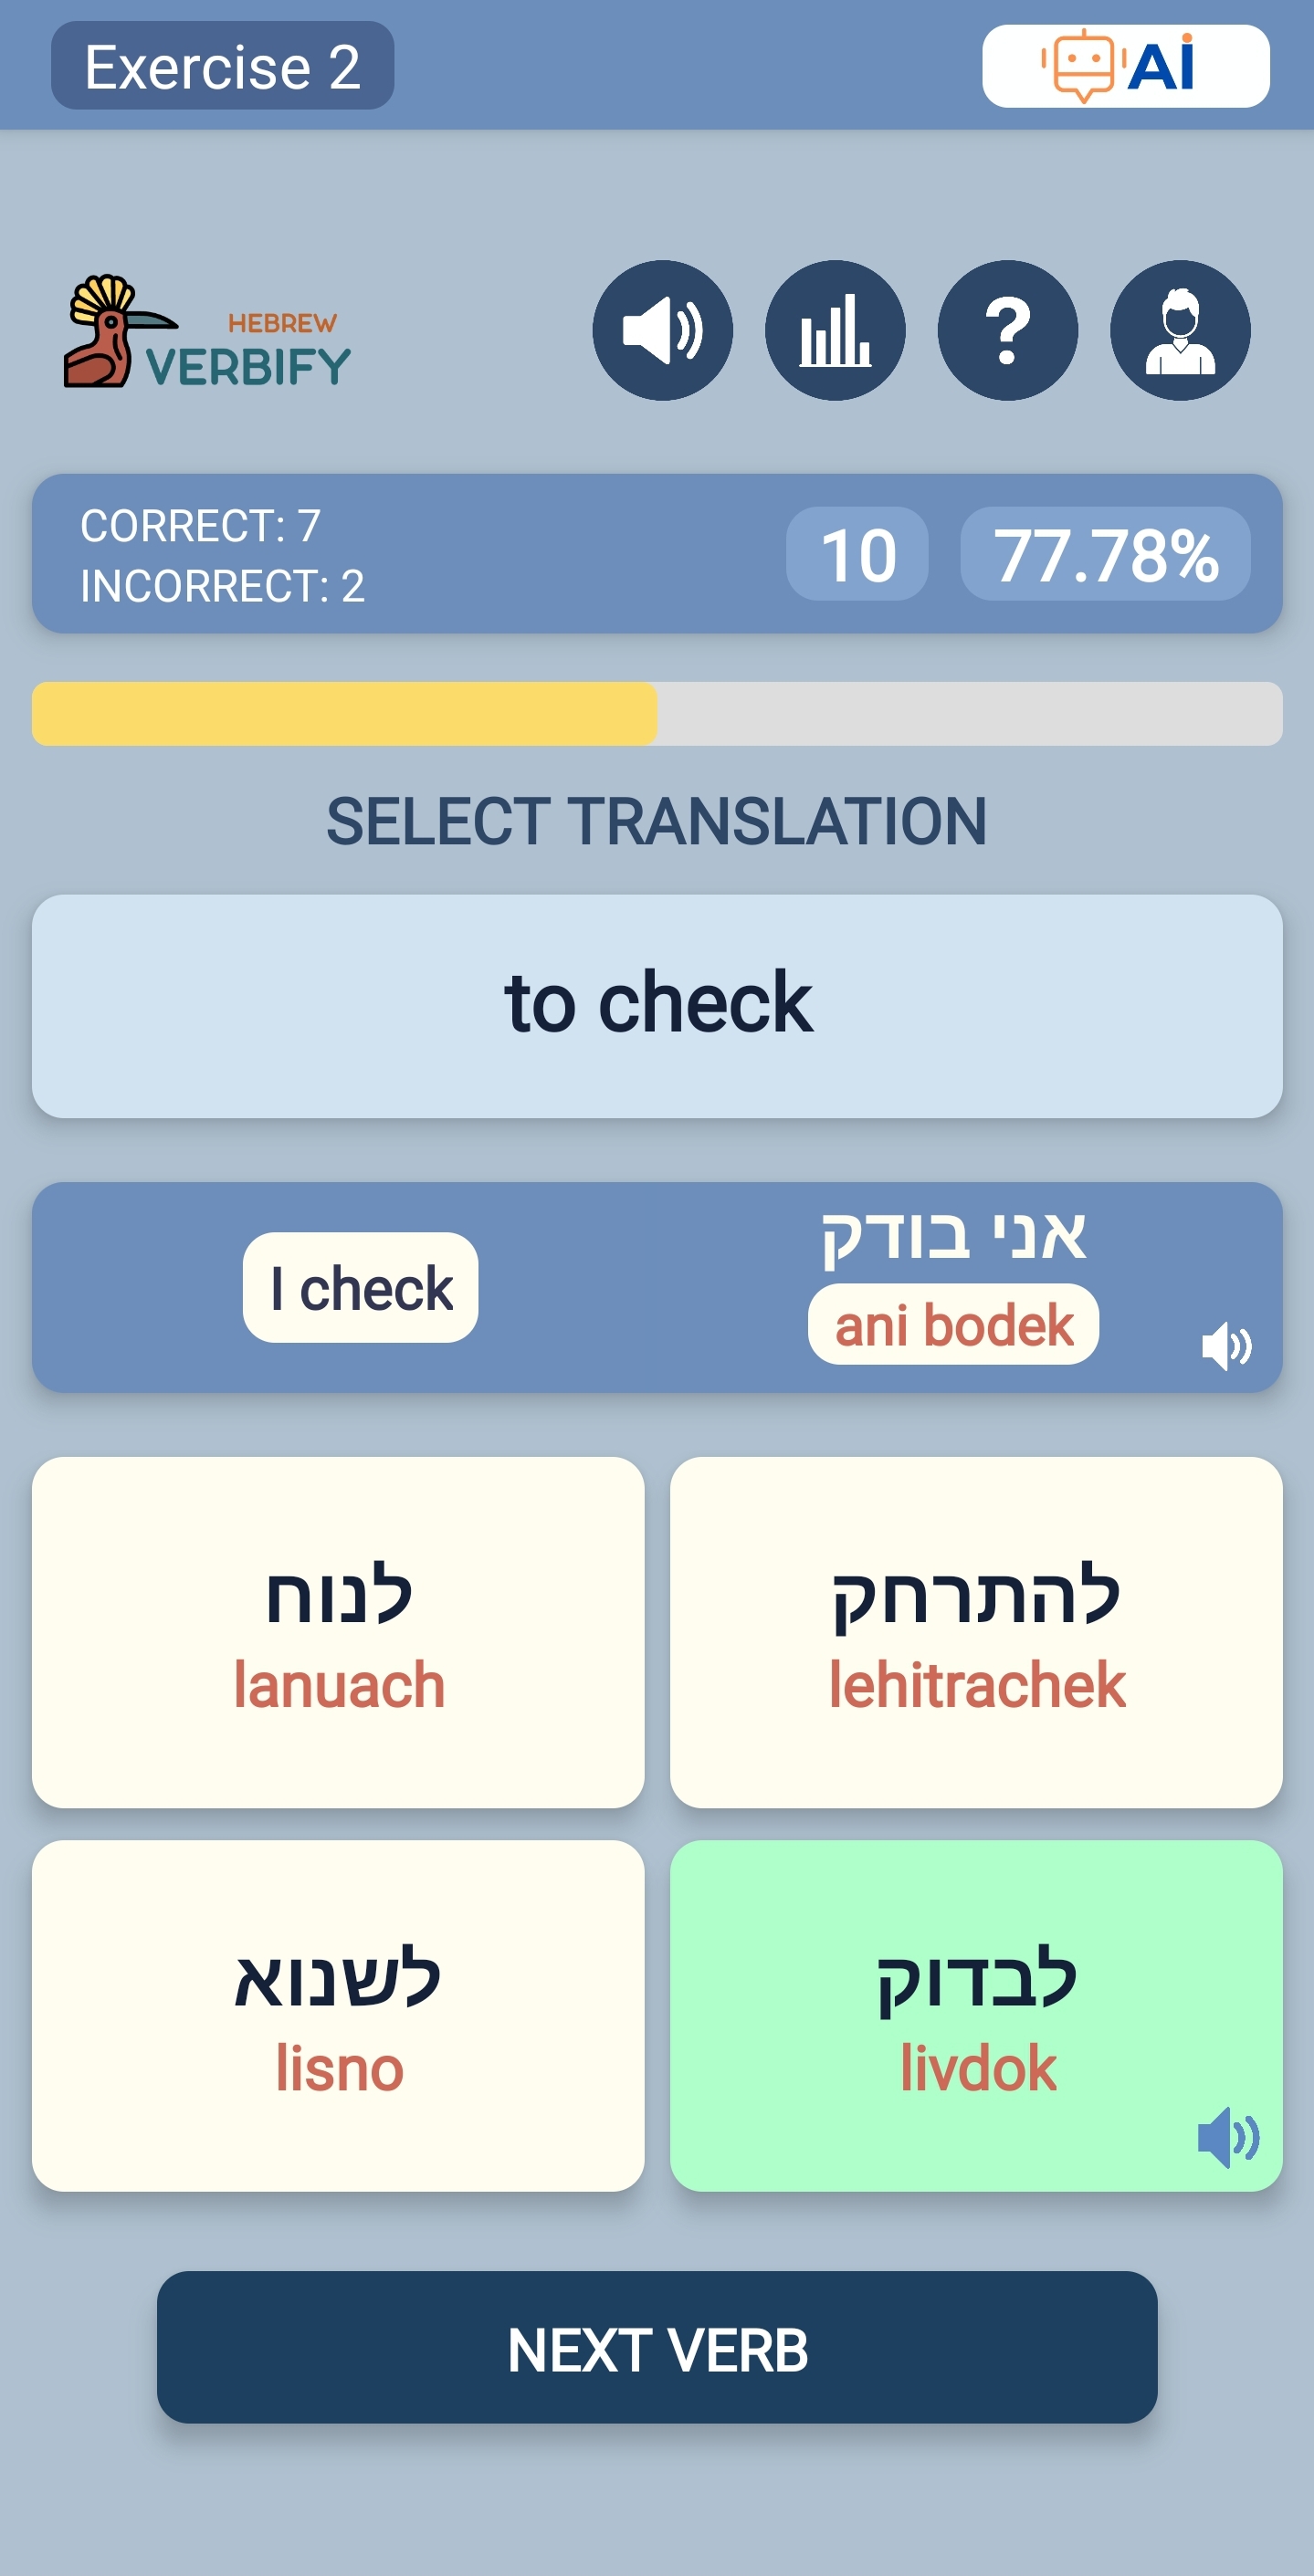 Exercise 2
AI
HEBREW
VERBIFY
?
CORRECT: 7
INCORRECT: 2
10
77.78%
SELECT TRANSLATION
to check
I check
אני בודק
ani bodek
לנוח
lanuach
להתרחק
lehitrachek
לשנוא
lisno
לבדוק
livdok
NEXT VERB